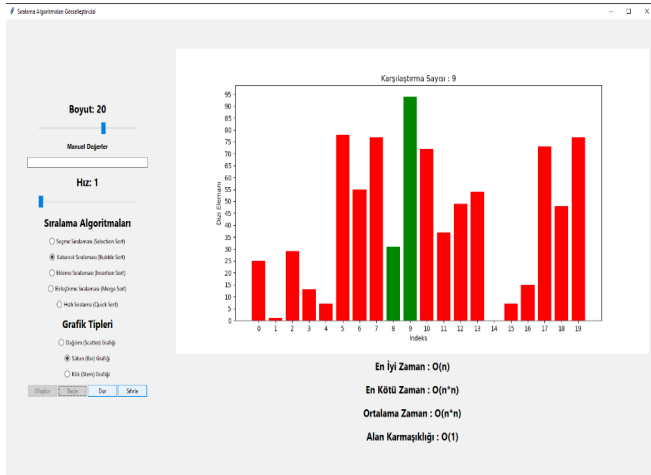 Sıralama Algoritmaları Görselleştiricisi
Boyut: 20
Manuel Değerler
Hız: 1
Sıralama Algoritmaları
Seçme Sıralaması (Selection Sort)
Kabarcık Sıralaması (Bubble Sort)
Ekleme Sıralaması (Insertion Sort)
Birleştirme Sıralaması (Merge Sort)
Hızlı Sıralama (Quick Sort)
Grafik Tipleri
Dağılım (Scatter) Grafiği
Sütun (Bar) Grafiği
Kök (Stem) Grafiği
Oluştur Başla Dur Sıfırla
Karşılaştırma Sayısı : 9
95
90
85
80
75
70
65
60
55
50
45
40
35
30
25
20
15
10
5
0
Dizi Elemanı
0 1 2 3 4 5 6 7 8 9 10 11 12 13 14 15 16 17 18 19
İndeks
En İyi Zaman : O(n)
En Kötü Zaman : O(n*n)
Ortalama Zaman : O(n*n)
Alan Karmaşıklığı : O(1)